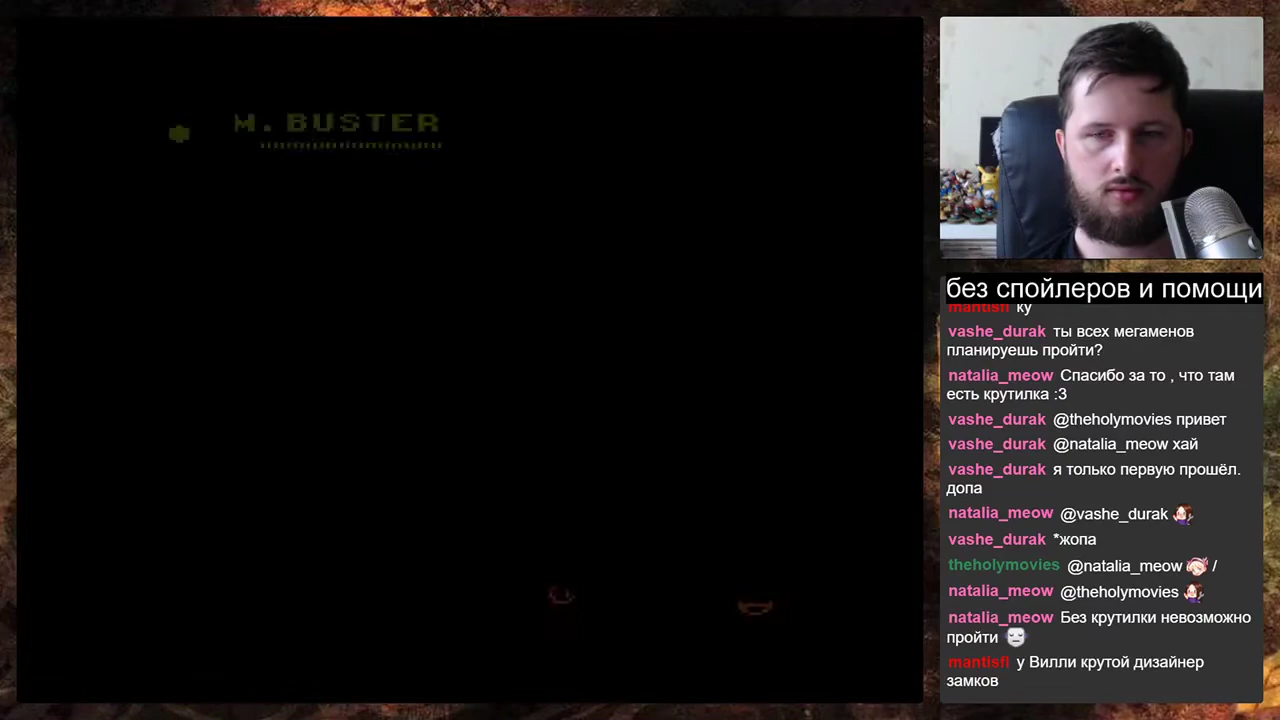 M. BUSTER
без спойлеров и помощи
mantisfl ку
vashe_durak ты всех мегаменов
планируешь пройти?
natalia_meow Спасибо за то , что там
есть крутилка :3
vashe_durak @theholymovies привет
vashe_durak @natalia_meow хай
vashe_durak я только первую прошёл.
допа
natalia_meow @vashe_durak
vashe_durak *жопа
theholymovies @natalia_meow /
natalia_meow @theholymovies
natalia_meow Без крутилки невозможно
пройти
mantisfl у Вилли крутой дизайнер
замков